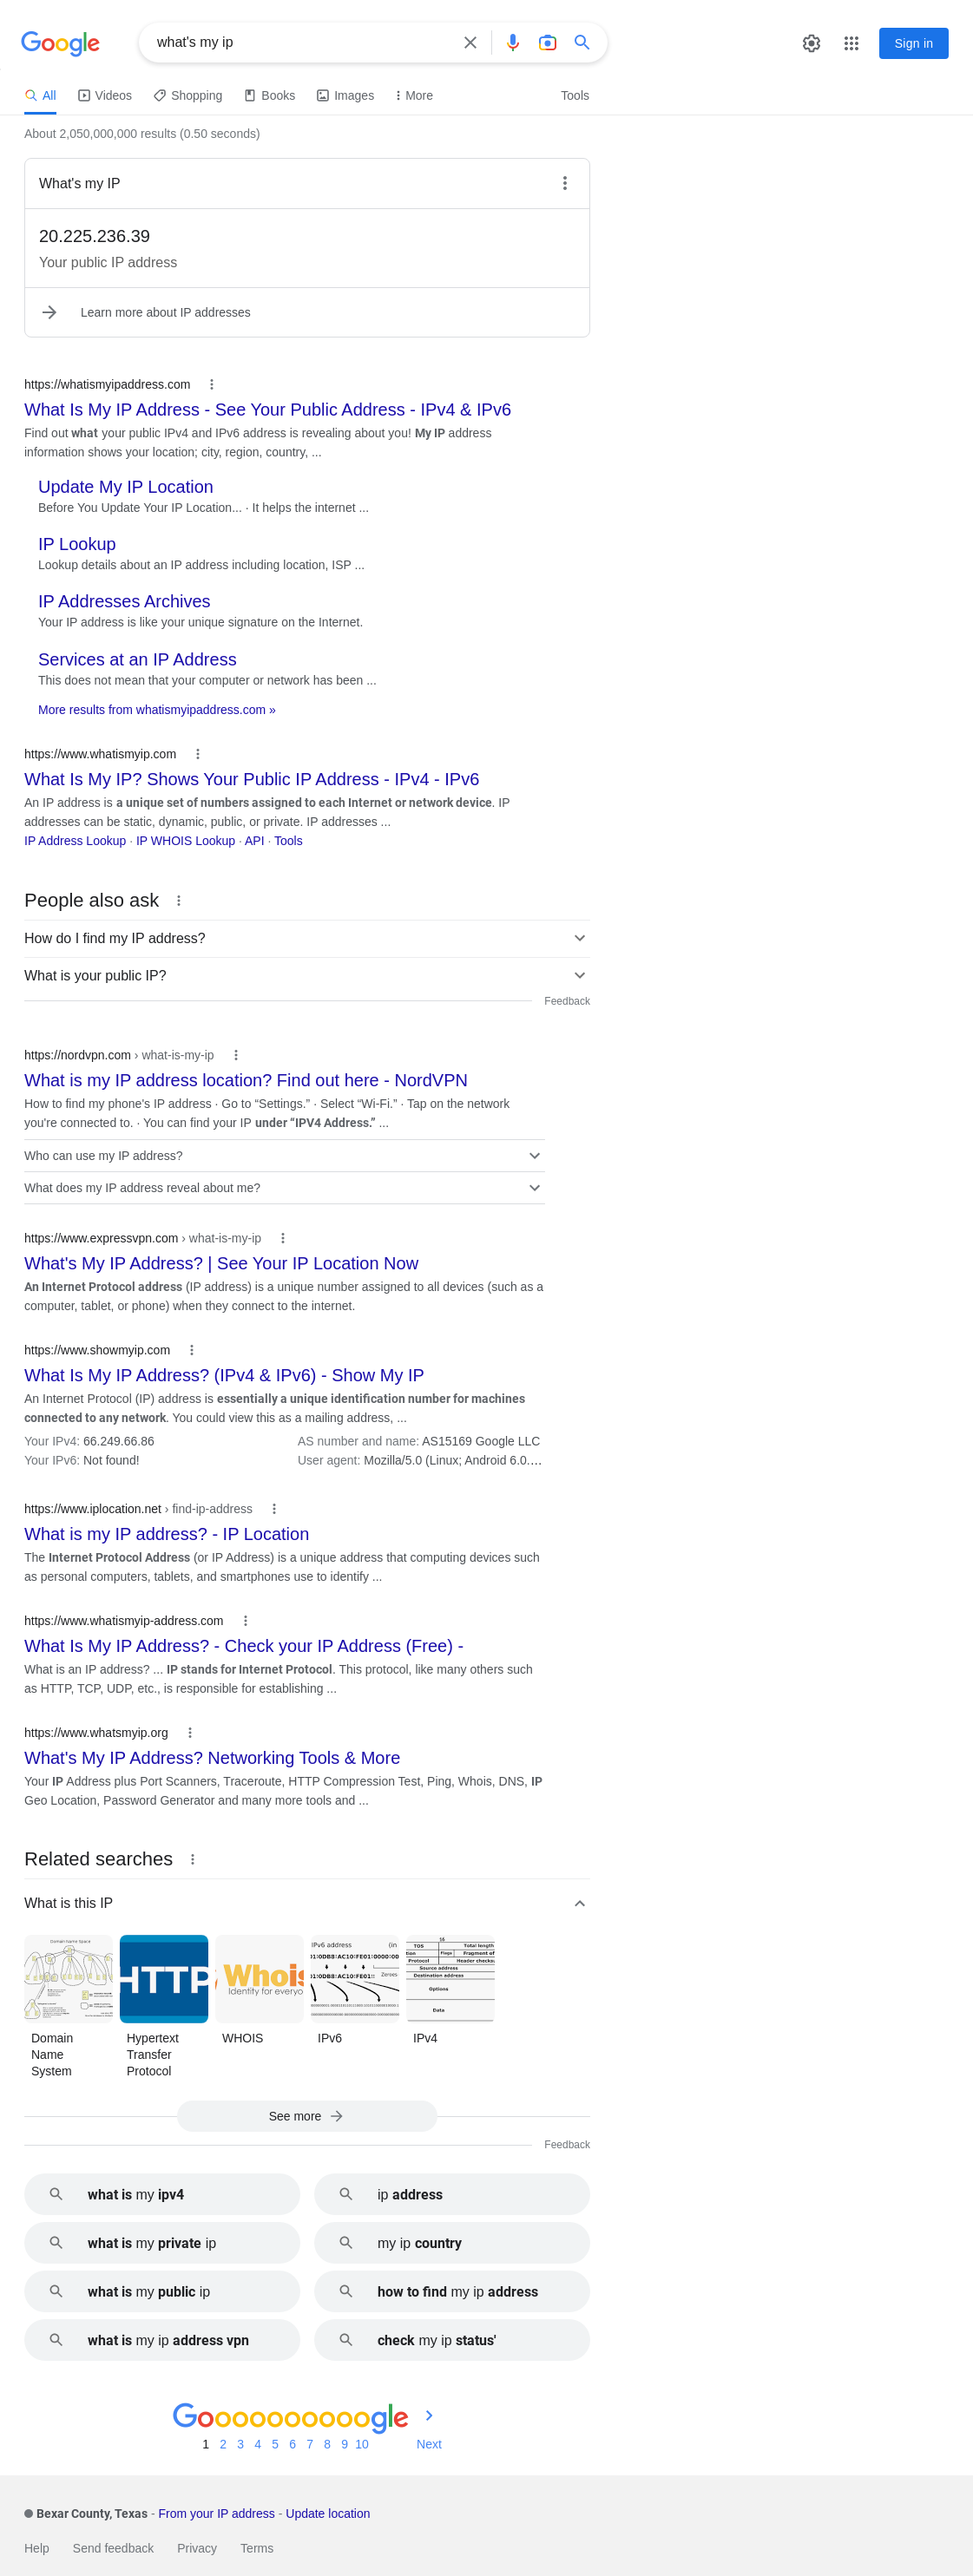 Google
what's my ip
Sign in
All
Videos
Shopping
Books
Images
More
Tools
About 2,050,000,000 results (0.50 seconds)
What's my IP
20.225.236.39
Your public IP address
Learn more about IP addresses
https://whatismyipaddress.com
What Is My IP Address - See Your Public Address - IPv4 & IPv6
Find out what your public IPv4 and IPv6 address is revealing about you! My IP address
information shows your location; city, region, country, ...
Update My IP Location
Before You Update Your IP Location... · It helps the internet ...
IP Lookup
Lookup details about an IP address including location, ISP ...
IP Addresses Archives
Your IP address is like your unique signature on the Internet.
Services at an IP Address
This does not mean that your computer or network has been ...
More results from whatismyipaddress.com »
https://www.whatismyip.com
What Is My IP? Shows Your Public IP Address - IPv4 - IPv6
An IP address is a unique set of numbers assigned to each Internet or network device. IP
addresses can be static, dynamic, public, or private. IP addresses ...
IP Address Lookup · IP WHOIS Lookup · API · Tools
People also ask
How do I find my IP address?
What is your public IP?
Feedback
https://nordvpn.com › what-is-my-ip
What is my IP address location? Find out here - NordVPN
How to find my phone's IP address · Go to “Settings.” · Select “Wi-Fi.” · Tap on the network
you're connected to. · You can find your IP under “IPV4 Address.” ...
Who can use my IP address?
What does my IP address reveal about me?
https://www.expressvpn.com › what-is-my-ip
What's My IP Address? | See Your IP Location Now
An Internet Protocol address (IP address) is a unique number assigned to all devices (such as a
computer, tablet, or phone) when they connect to the internet.
https://www.showmyip.com
What Is My IP Address? (IPv4 & IPv6) - Show My IP
An Internet Protocol (IP) address is essentially a unique identification number for machines
connected to any network. You could view this as a mailing address, ...
Your IPv4: 66.249.66.86
AS number and name: AS15169 Google LLC
Your IPv6: Not found!
User agent: Mozilla/5.0 (Linux; Android 6.0....
https://www.iplocation.net › find-ip-address
What is my IP address? - IP Location
The Internet Protocol Address (or IP Address) is a unique address that computing devices such
as personal computers, tablets, and smartphones use to identify ...
https://www.whatismyip-address.com
What Is My IP Address? - Check your IP Address (Free) -
What is an IP address? ... IP stands for Internet Protocol. This protocol, like many others such
as HTTP, TCP, UDP, etc., is responsible for establishing ...
https://www.whatsmyip.org
What's My IP Address? Networking Tools & More
Your IP Address plus Port Scanners, Traceroute, HTTP Compression Test, Ping, Whois, DNS, IP
Geo Location, Password Generator and many more tools and ...
Related searches
What is this IP
Domain Name Space
HTTP
Whois
Identity for everyo
IPv6 address (in
Zeroes
16
TOS Total length
Flags Fragment of
Protocol Header checks
Source address
Destination address
Options
Data
Domain
Name
System
Hypertext
Transfer
Protocol
WHOIS
IPv6
IPv4
See more
Feedback
what is my ipv4
ip address
what is my private ip
my ip country
what is my public ip
how to find my ip address
what is my ip address vpn
check my ip status'
Gooooooooogle
1 2 3 4 5 6 7 8 9 10 Next
Bexar County, Texas - From your IP address - Update location
Help Send feedback Privacy Terms